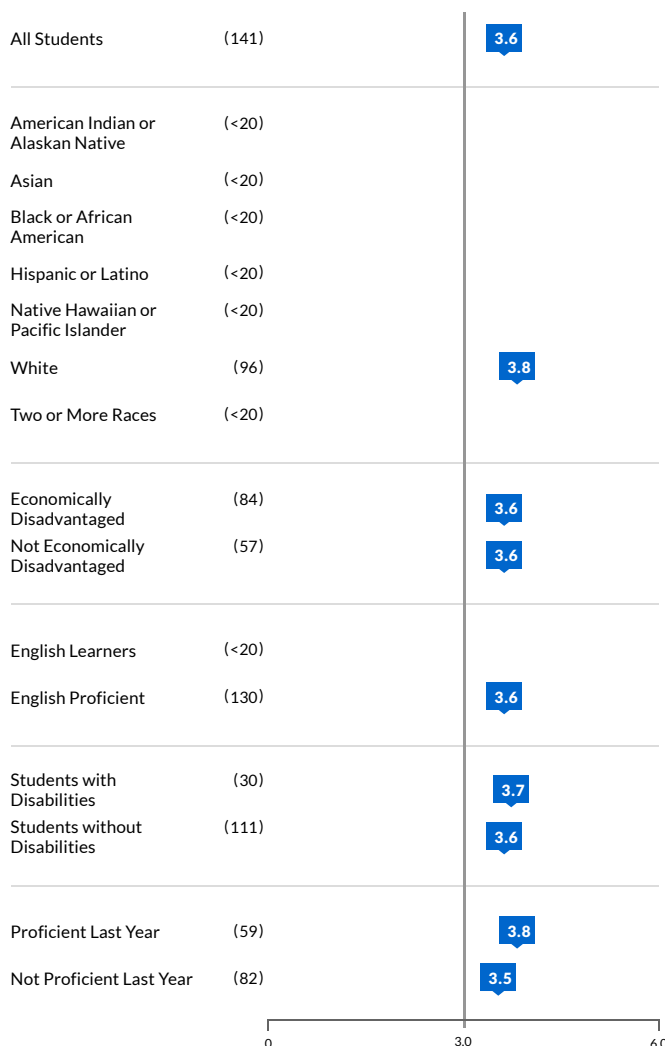 All Students (141) 3.6
American Indian or (<20)
Alaskan Native
Asian (<20)
Black or African (<20)
American
Hispanic or Latino (<20)
Native Hawaiian or (<20)
Pacific Islander
White (96) 3.8
Two or More Races (<20)
Economically (84) 3.6
Disadvantaged
Not Economically (57) 3.6
Disadvantaged
English Learners (<20)
English Proficient (130) 3.6
Students with (30) 3.7
Disabilities
Students without (111) 3.6
Disabilities
Proficient Last Year (59) 3.8
Not Proficient Last Year (82) 3.5
0 3.0 6.0